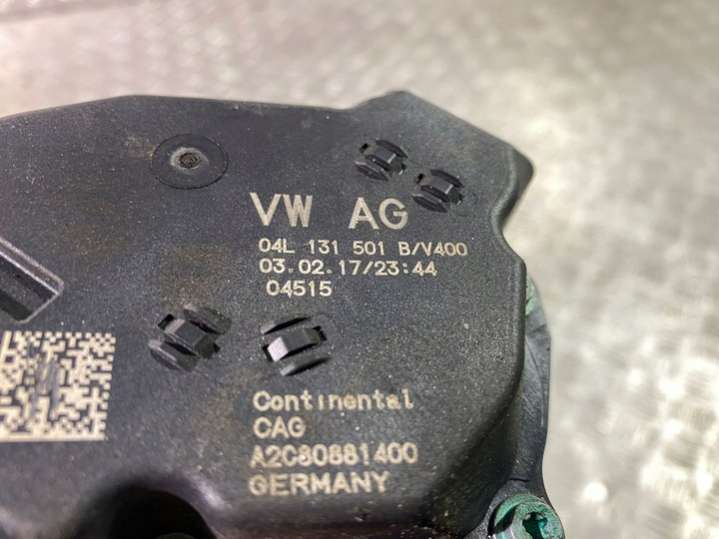 VW AG
04L 131 501 B/V400
03.02.17/23:44
04515
Continental
CAG
A2C80881400
GERMANY